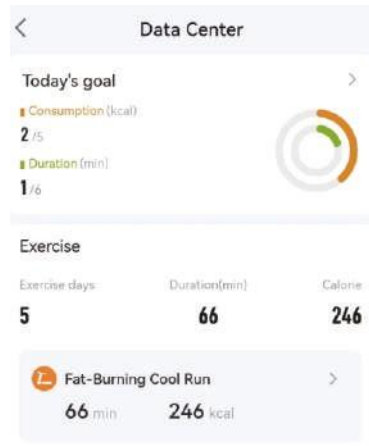 Data Center
Today's goal
Consumption (kcal)
2 /5
Duration (min)
1 /6
Exercise
Exercise days Duration(min) Calorie
5 66 246
Fat-Burning Cool Run
66 min 246 kcal